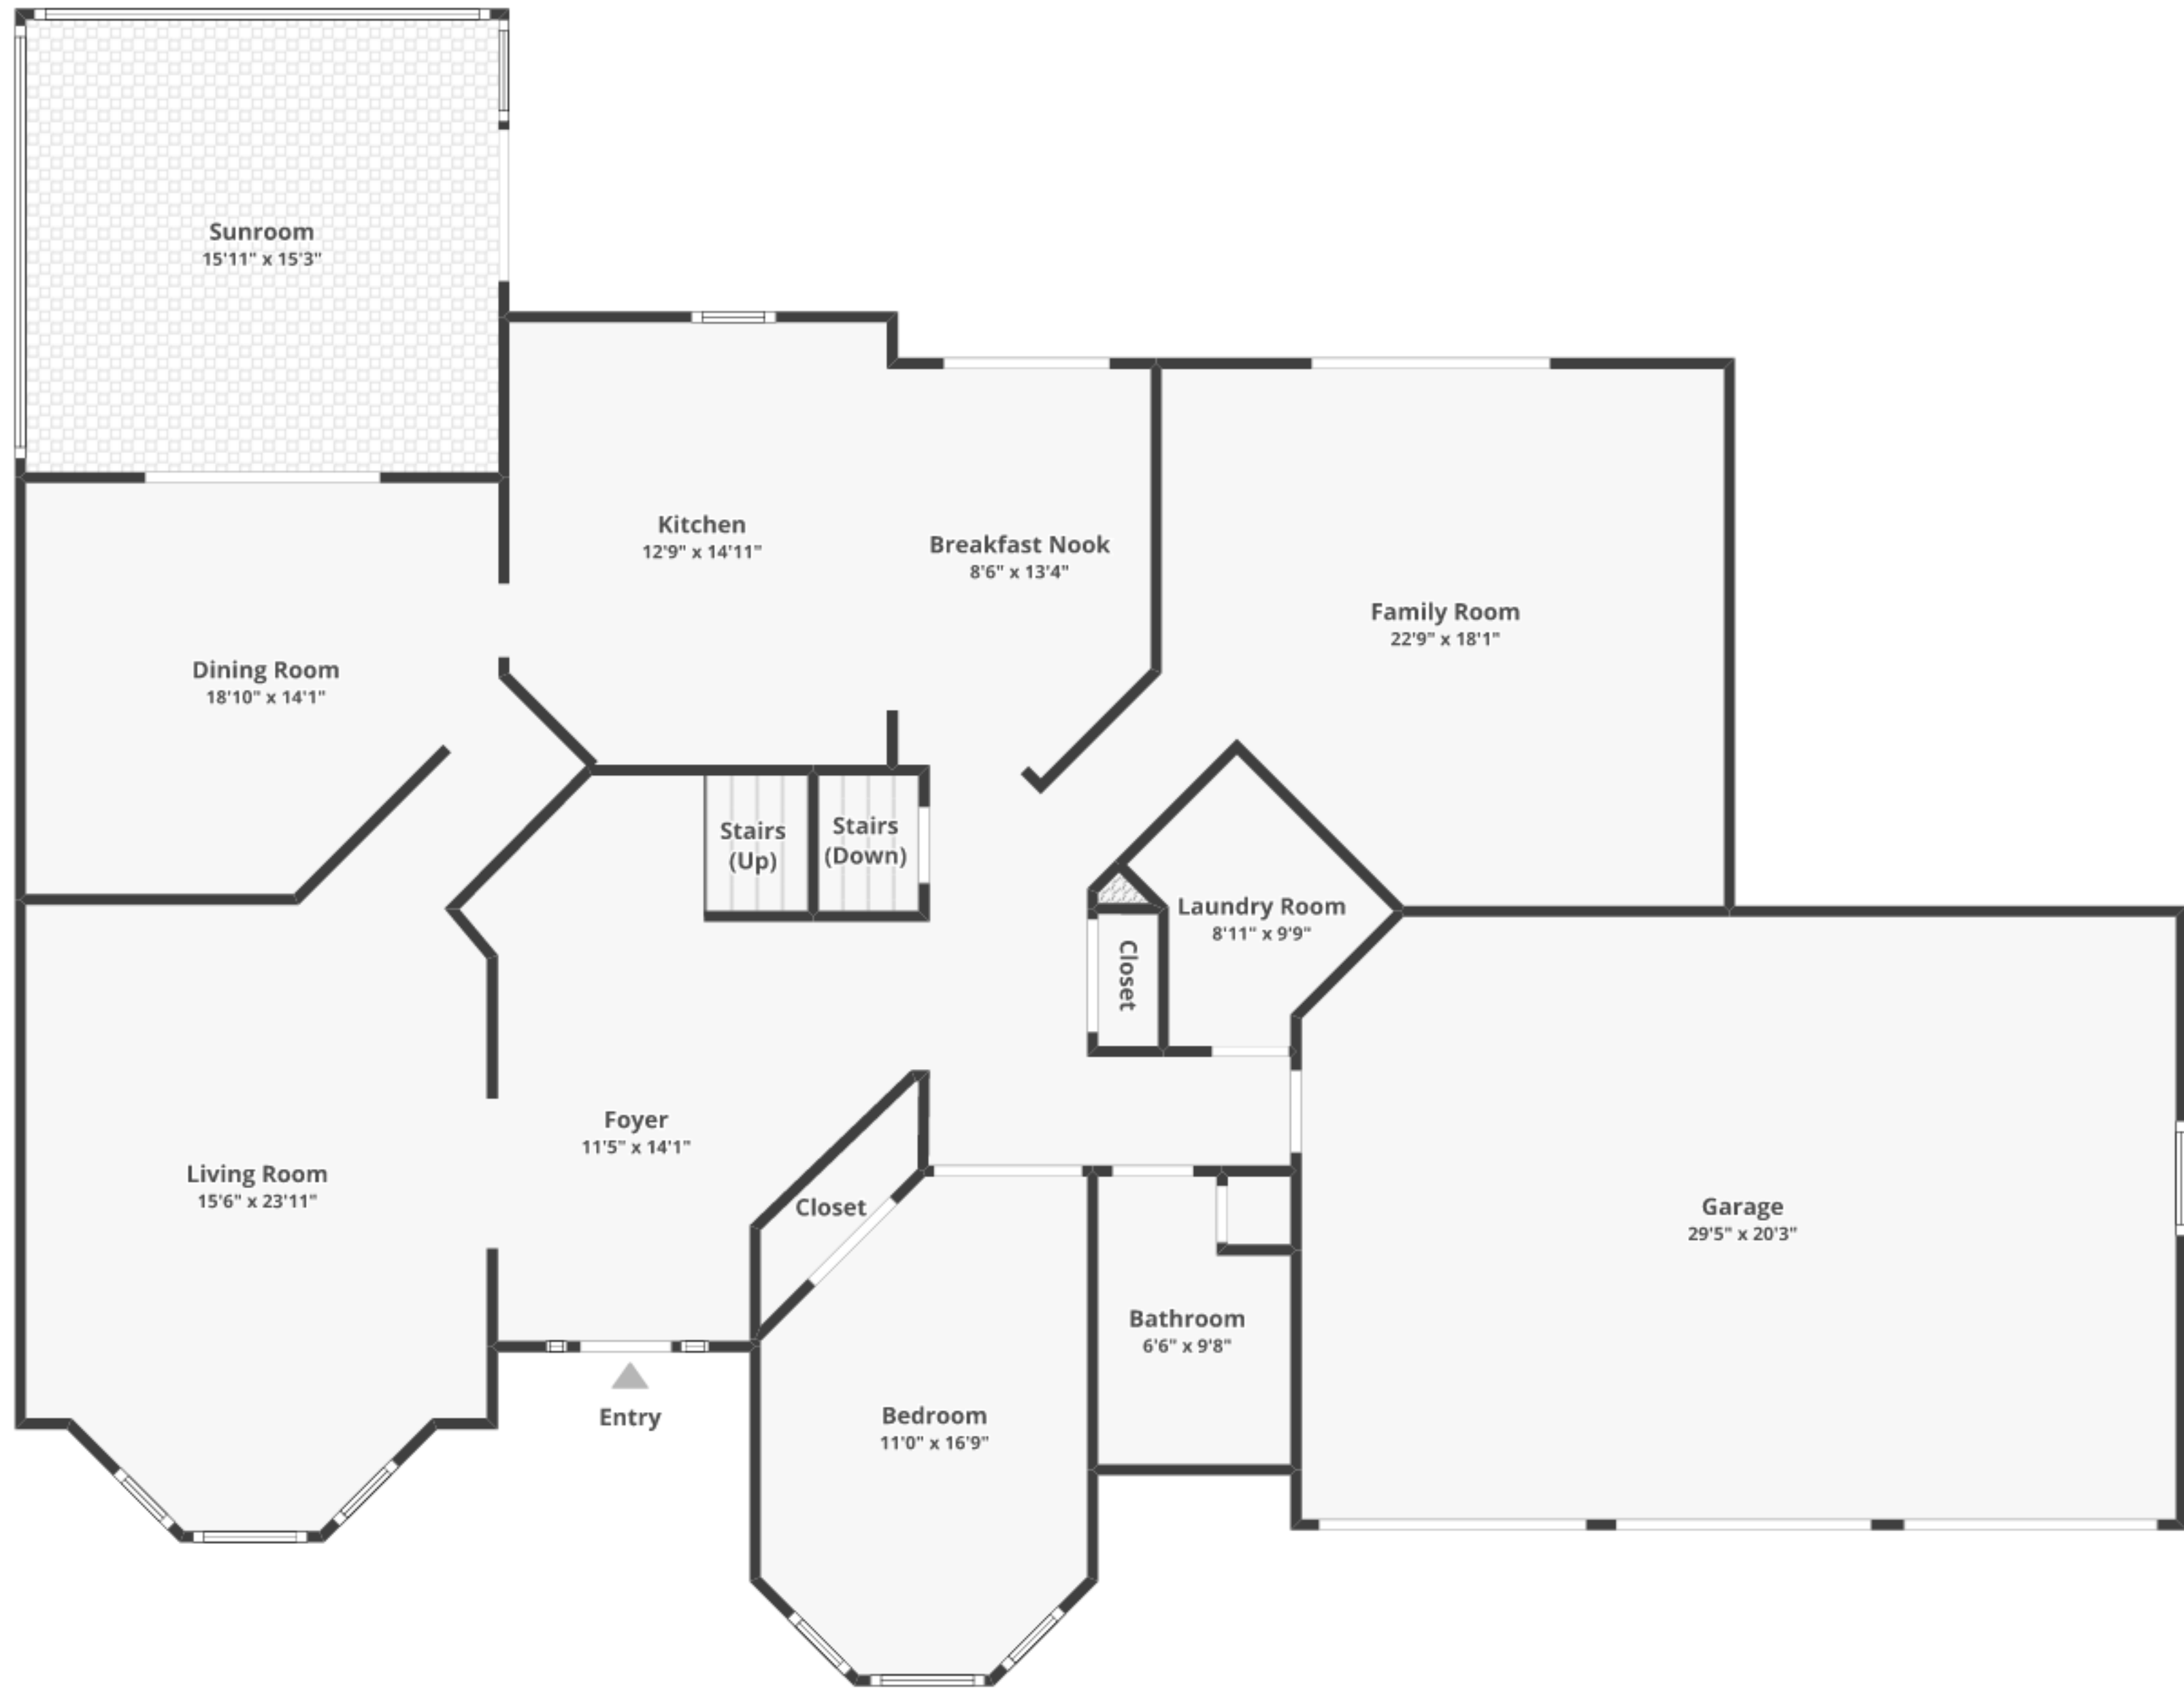 Sunroom
15'11" x 15'3"
Kitchen
12'9" x 14'11"
Breakfast Nook
8'6" x 13'4"
Family Room
22'9" x 18'1"
Dining Room
18'10" x 14'1"
Stairs
(Up)
Stairs
(Down)
Laundry Room
8'11" x 9'9"
Closet
Foyer
11'5" x 14'1"
Living Room
15'6" x 23'11"
Closet
Garage
29'5" x 20'3"
Bathroom
6'6" x 9'8"
Entry
Bedroom
11'0" x 16'9"